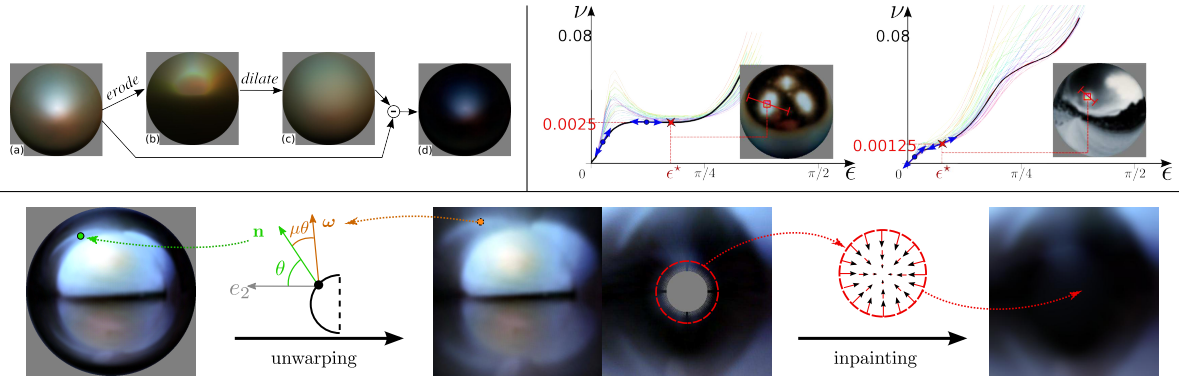 erode
dilate
(a)
(b)
(c)
-
(d)
ν
0.08
0.0025
0
ϵ*
π/4
π/2
ϵ
ν
0.08
0.00125
0
ϵ*
π/4
π/2
ϵ
n
μθ
ω
θ
e₂
unwarping
inpainting